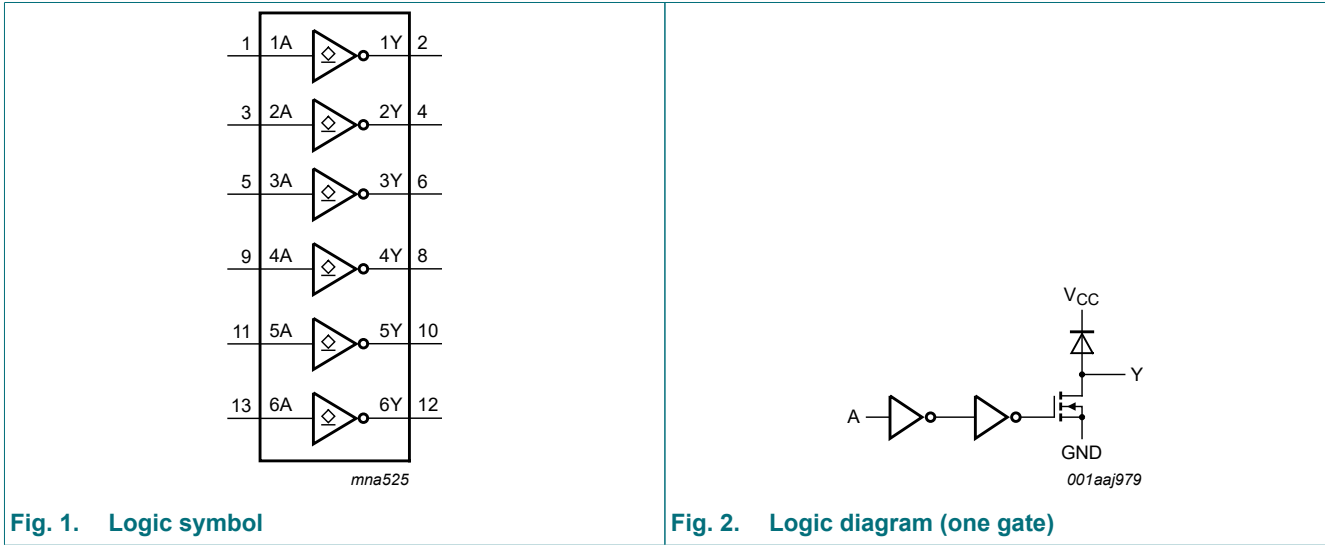 1 1A 1Y 2
3 2A 2Y 4
5 3A 3Y 6
9 4A 4Y 8
11 5A 5Y 10
13 6A 6Y 12
mna525
Fig. 1. Logic symbol
VCC
Y
A
GND
001aaj979
Fig. 2. Logic diagram (one gate)